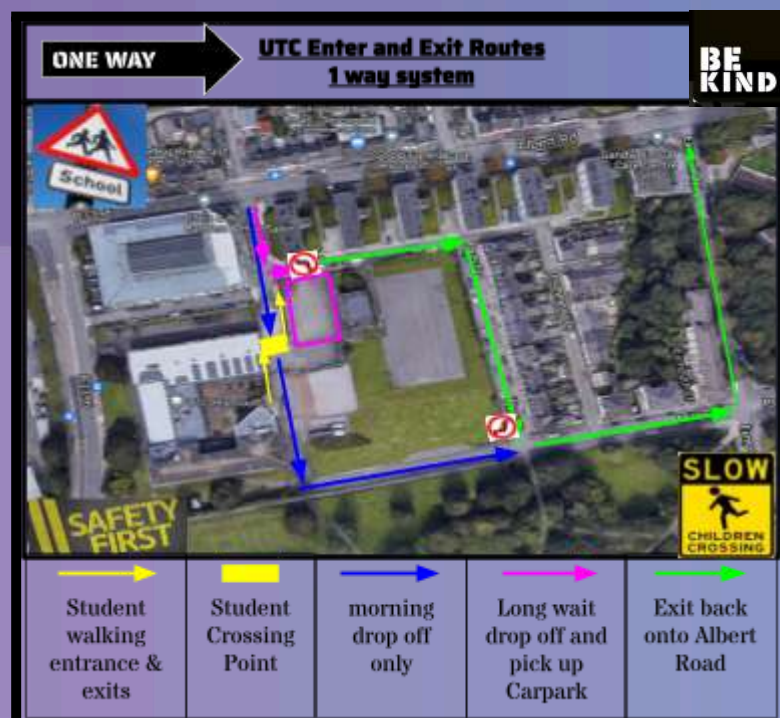 ONE WAY
UTC Enter and Exit Routes
1 way system
BE
KIND
School
SAFETY
FIRST
SLOW
CHILDREN
CROSSING
Student
walking
entrance &
exits
Student
Crossing
Point
morning
drop off
only
Long wait
drop off and
pick up
Carpark
Exit back
onto Albert
Road